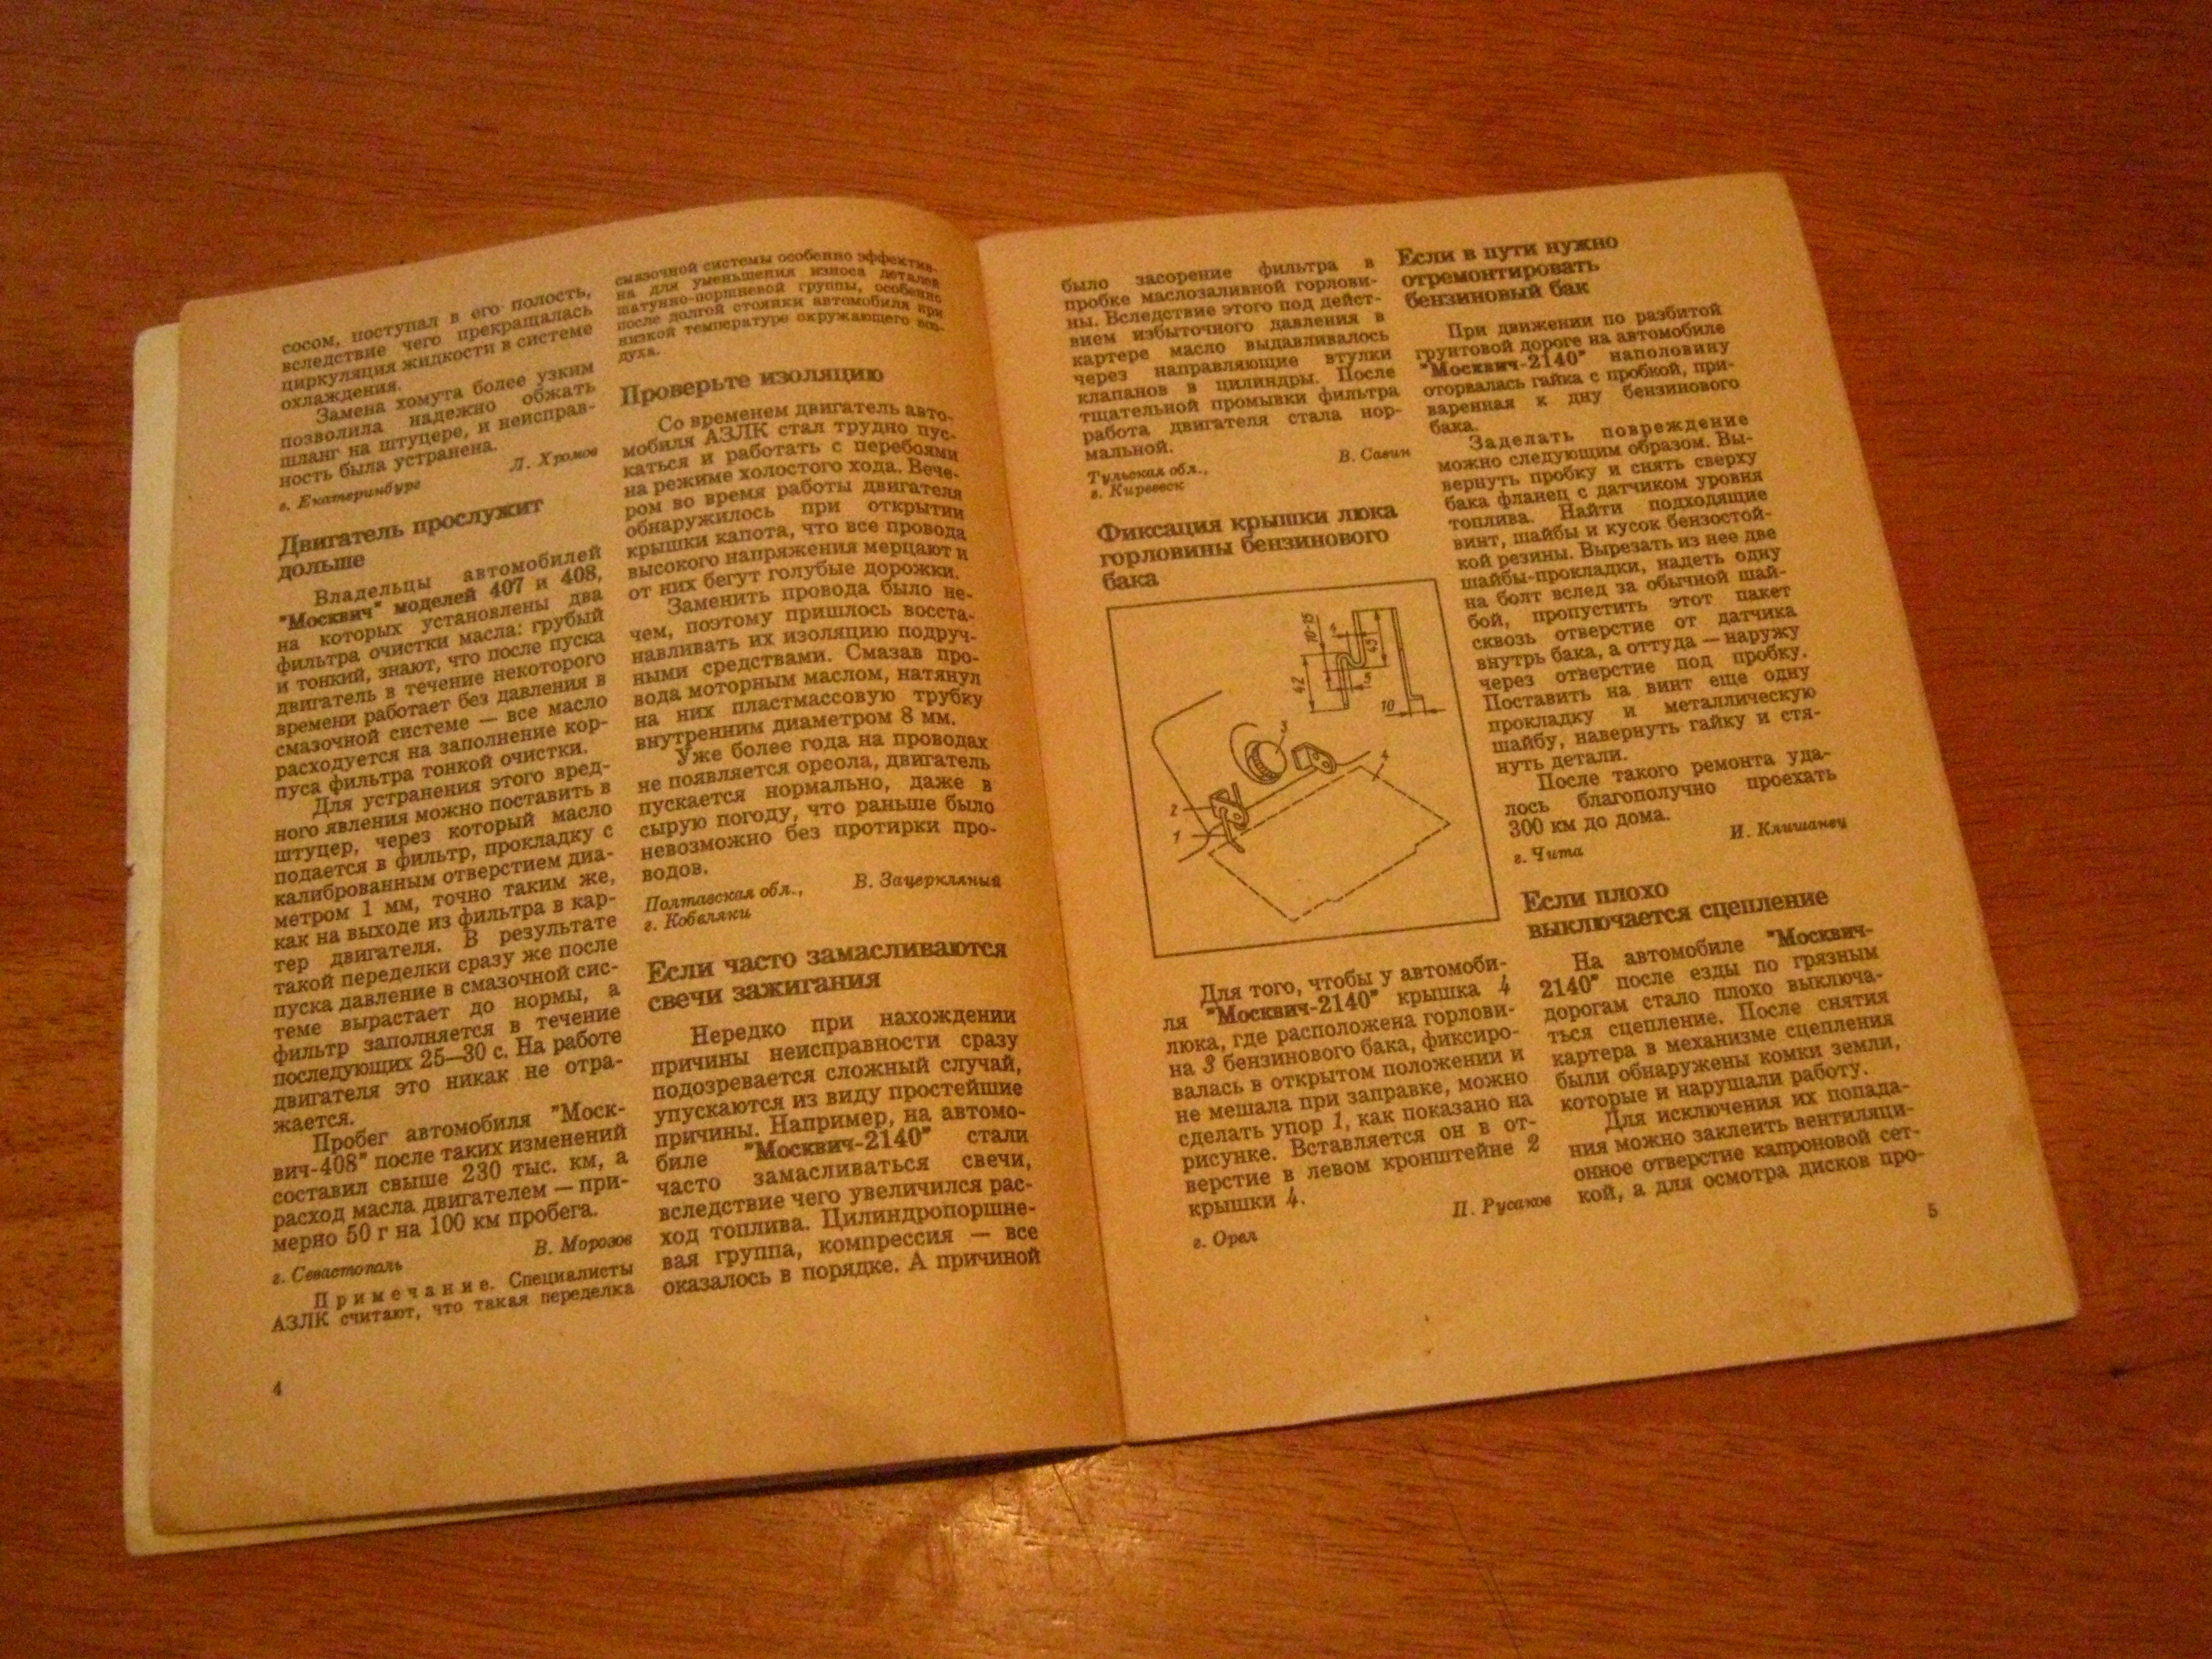 сосом, поступал в его полость,
вследствие чего прекращалась
циркуляция жидкости в системе
охлаждения.
Замена хомута более узким
позволила надежно обжать
шланг на штуцере, и неисправ-
ность была устранена.
Л. Хромов
г. Екатеринбург
Двигатель прослужит
дольше
Владельцы автомобилей
"Москвич" моделей 407 и 408,
на которых установлены два
фильтра очистки масла: грубый
и тонкий, знают, что после пуска
двигатель в течение некоторого
времени работает без давления в
смазочной системе — все масло
расходуется на заполнение кор-
пуса фильтра тонкой очистки.
Для устранения этого вред-
ного явления можно поставить в
штуцер, через который масло
подается в фильтр, прокладку с
калиброванным отверстием диа-
метром 1 мм, точно таким же,
как на выходе из фильтра в кар-
тер двигателя. В результате
такой переделки сразу же после
пуска давление в смазочной сис-
теме вырастает до нормы, а
фильтр заполняется в течение
последующих 25—30 с. На работе
двигателя это никак не отра-
жается.
Пробег автомобиля "Моск-
вич-408" после таких изменений
составил свыше 230 тыс. км, а
расход масла двигателем — при-
мерно 50 г на 100 км пробега.
В. Морозов
г. Севастополь
Примечание. Специалисты
АЗЛК считают, что такая переделка
4
смазочной системы особенно эффектив-
на для уменьшения износа деталей
шатунно-поршневой группы, особенно
после долгой стоянки автомобиля при
низкой температуре окружающего воз-
духа.
Проверьте изоляцию
Со временем двигатель авто-
мобиля АЗЛК стал трудно пус-
каться и работать с перебоями
на режиме холостого хода. Вече-
ром во время работы двигателя
обнаружилось при открытии
крышки капота, что все провода
высокого напряжения мерцают и
от них бегут голубые дорожки.
Заменить провода было не-
чем, поэтому пришлось восста-
навливать их изоляцию подруч-
ными средствами. Смазав про-
вода моторным маслом, натянул
на них пластмассовую трубку
внутренним диаметром 8 мм.
Уже более года на проводах
не появляется ореола, двигатель
пускается нормально, даже в
сырую погоду, что раньше было
невозможно без протирки про-
водов.
В. Зацеркляный
Полтавская обл.,
г. Кобеляки
Если часто замасливаются
свечи зажигания
Нередко при нахождении
причины неисправности сразу
подозревается сложный случай,
упускаются из виду простейшие
причины. Например, на автомо-
биле "Москвич-2140" стали
часто замасливаться свечи,
вследствие чего увеличился рас-
ход топлива. Цилиндропоршне-
вая группа, компрессия — все
оказалось в порядке. А причиной
было засорение фильтра в
пробке маслозаливной горлови-
ны. Вследствие этого под дейст-
вием избыточного давления в
картере масло выдавливалось
через направляющие втулки
клапанов в цилиндры. После
тщательной промывки фильтра
работа двигателя стала нор-
мальной.
В. Савин
Тульская обл.,
г. Киреевск
Фиксация крышки люка
горловины бензинового
бака
10-15
4
43
42
10
3
4
2
1
Для того, чтобы у автомоби-
ля "Москвич-2140" крышка 4
люка, где расположена горлови-
на 3 бензинового бака, фиксиро-
валась в открытом положении и
не мешала при заправке, можно
сделать упор 1, как показано на
рисунке. Вставляется он в от-
верстие в левом кронштейне 2
крышки 4.
П. Русаков
г. Орел
Если в пути нужно
отремонтировать
бензиновый бак
При движении по разбитой
грунтовой дороге на автомобиле
"Москвич-2140" наполовину
оторвалась гайка с пробкой, при-
варенная к дну бензинового
бака.
Заделать повреждение
можно следующим образом. Вы-
вернуть пробку и снять сверху
бака фланец с датчиком уровня
топлива. Найти подходящие
винт, шайбы и кусок бензостой-
кой резины. Вырезать из нее две
шайбы-прокладки, надеть одну
на болт вслед за обычной шай-
бой, пропустить этот пакет
сквозь отверстие от датчика
внутрь бака, а оттуда — наружу
через отверстие под пробку.
Поставить на винт еще одну
прокладку и металлическую
шайбу, навернуть гайку и стя-
нуть детали.
После такого ремонта уда-
лось благополучно проехать
300 км до дома.
И. Клишанец
г. Чита
Если плохо
выключается сцепление
На автомобиле "Москвич-
2140" после езды по грязным
дорогам стало плохо выключа-
ться сцепление. После снятия
картера в механизме сцепления
были обнаружены комки земли,
которые и нарушали работу.
Для исключения их попада-
ния можно заклеить вентиляци-
онное отверстие капроновой сет-
кой, а для осмотра дисков про-
5